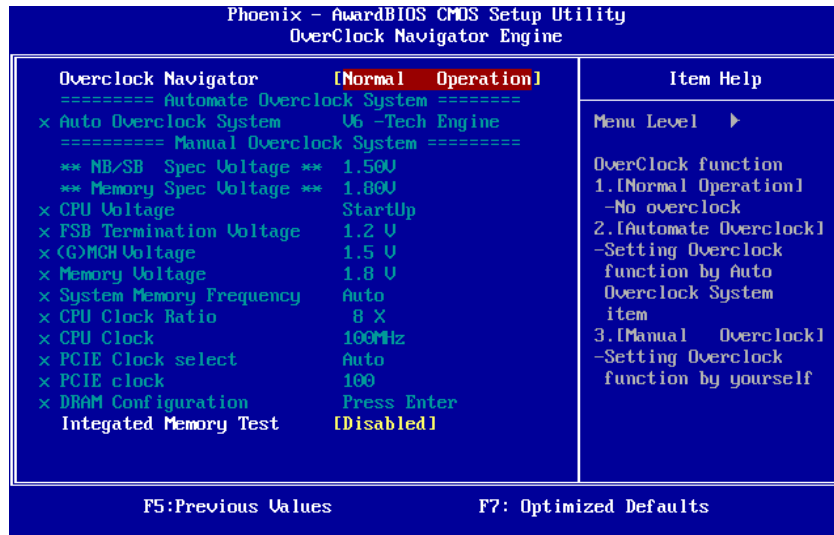 Phoenix - AwardBIOS CMOS Setup Utility
OverClock Navigator Engine
Overclock Navigator [Normal Operation]
========= Automate Overclock System ========
x Auto Overclock System V6 -Tech Engine
========== Manual Overclock System =========
** NB/SB Spec Voltage ** 1.50V
** Memory Spec Voltage ** 1.80V
x CPU Voltage StartUp
x FSB Termination Voltage 1.2 V
x (G)MCH Voltage 1.5 V
x Memory Voltage 1.8 V
x System Memory Frequency Auto
x CPU Clock Ratio 8 X
x CPU Clock 100MHz
x PCIE Clock select Auto
x PCIE clock 100
x DRAM Configuration Press Enter
Integated Memory Test [Disabled]
Item Help
Menu Level
OverClock function
1.[Normal Operation]
-No overclock
2.[Automate Overclock]
-Setting Overclock
function by Auto
Overclock System
item
3.[Manual Overclock]
-Setting Overclock
function by yourself
F5:Previous Values F7: Optimized Defaults